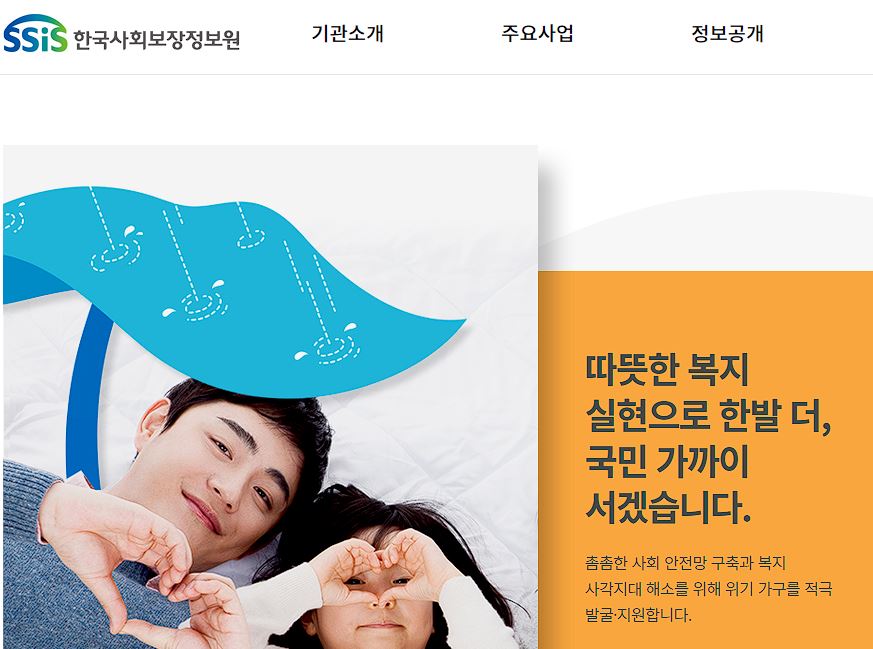 SSiS 한국사회보장정보원
기관소개
주요사업
정보공개
따뜻한 복지
실현으로 한발 더,
국민 가까이
서겠습니다.
촘촘한 사회 안전망 구축과 복지
사각지대 해소를 위해 위기 가구를 적극
발굴·지원합니다.